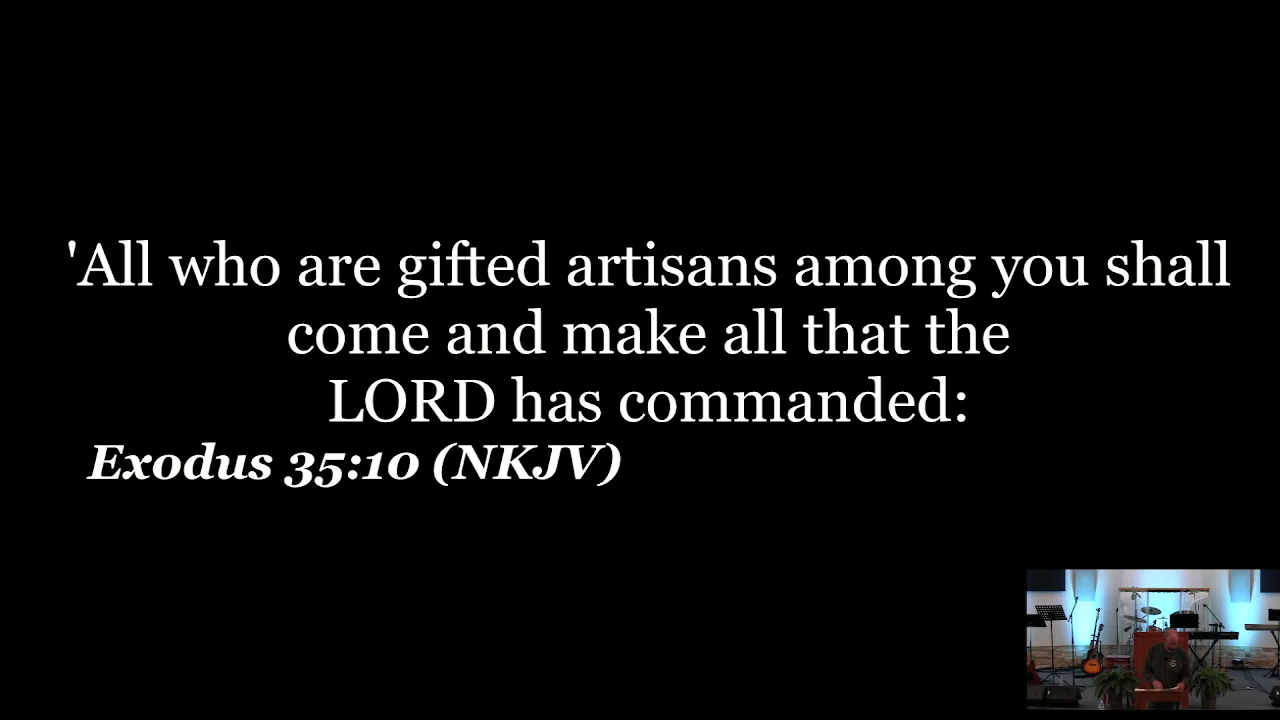 'All who are gifted artisans among you shall
come and make all that the
LORD has commanded:
Exodus 35:10 (NKJV)